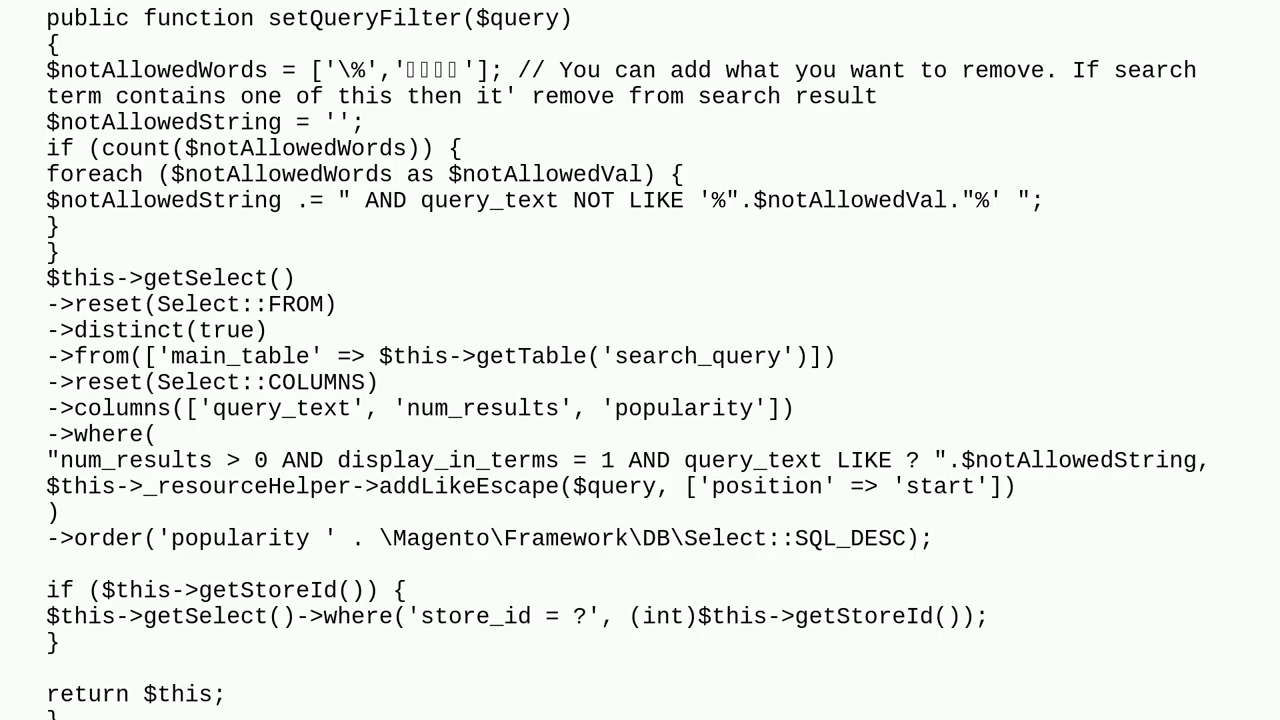 public function setQueryFilter($query)
{
$notAllowedWords = ['\%','']; // You can add what you want to remove. If search
term contains one of this then it' remove from search result
$notAllowedString = '';
if (count($notAllowedWords)) {
foreach ($notAllowedWords as $notAllowedVal) {
$notAllowedString .= " AND query_text NOT LIKE '%".$notAllowedVal."%' ";
}
}
$this->getSelect()
->reset(Select::FROM)
->distinct(true)
->from(['main_table' => $this->getTable('search_query')])
->reset(Select::COLUMNS)
->columns(['query_text', 'num_results', 'popularity'])
->where(
"num_results > 0 AND display_in_terms = 1 AND query_text LIKE ? ".$notAllowedString,
$this->_resourceHelper->addLikeEscape($query, ['position' => 'start'])
)
->order('popularity ' . \Magento\Framework\DB\Select::SQL_DESC);

if ($this->getStoreId()) {
$this->getSelect()->where('store_id = ?', (int)$this->getStoreId());
}

return $this;
}